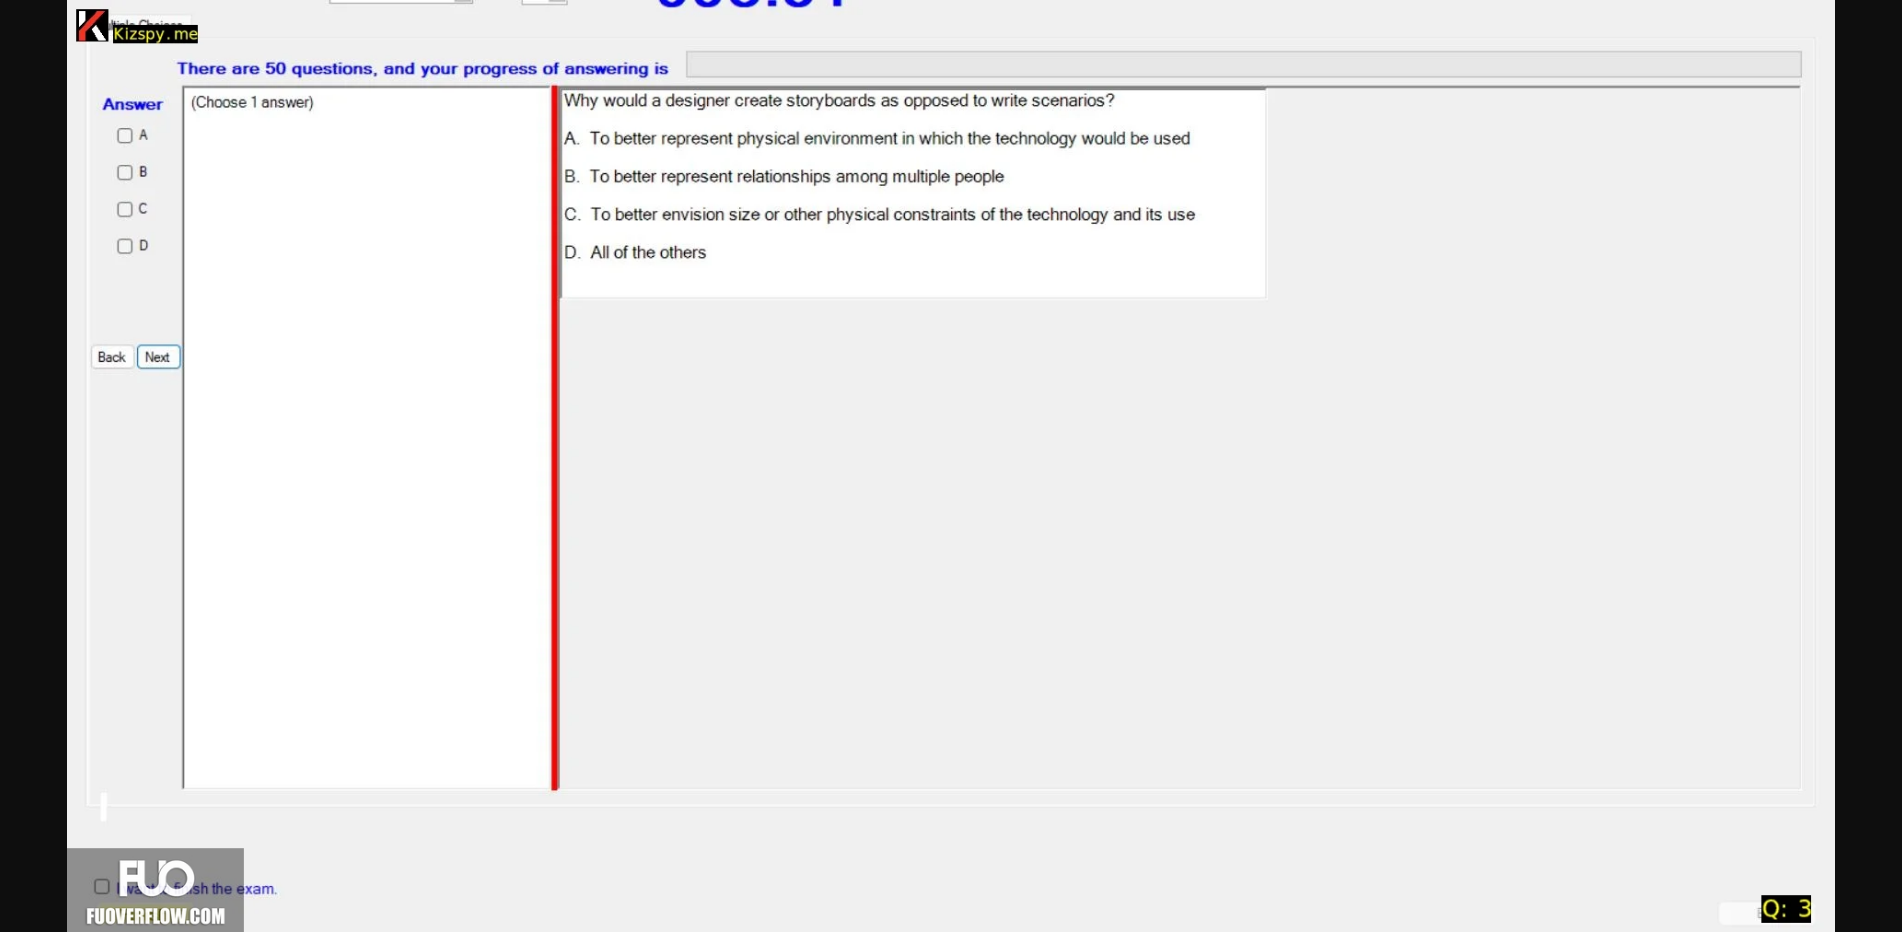 Kizspy.me
There are 50 questions, and your progress of answering is
Answer
(Choose 1 answer)
A
B
C
D
Back
Next
Why would a designer create storyboards as opposed to write scenarios?
A. To better represent physical environment in which the technology would be used
B. To better represent relationships among multiple people
C. To better envision size or other physical constraints of the technology and its use
D. All of the others
FUO
the exam.
FUOVERFLOW.COM
Q: 3